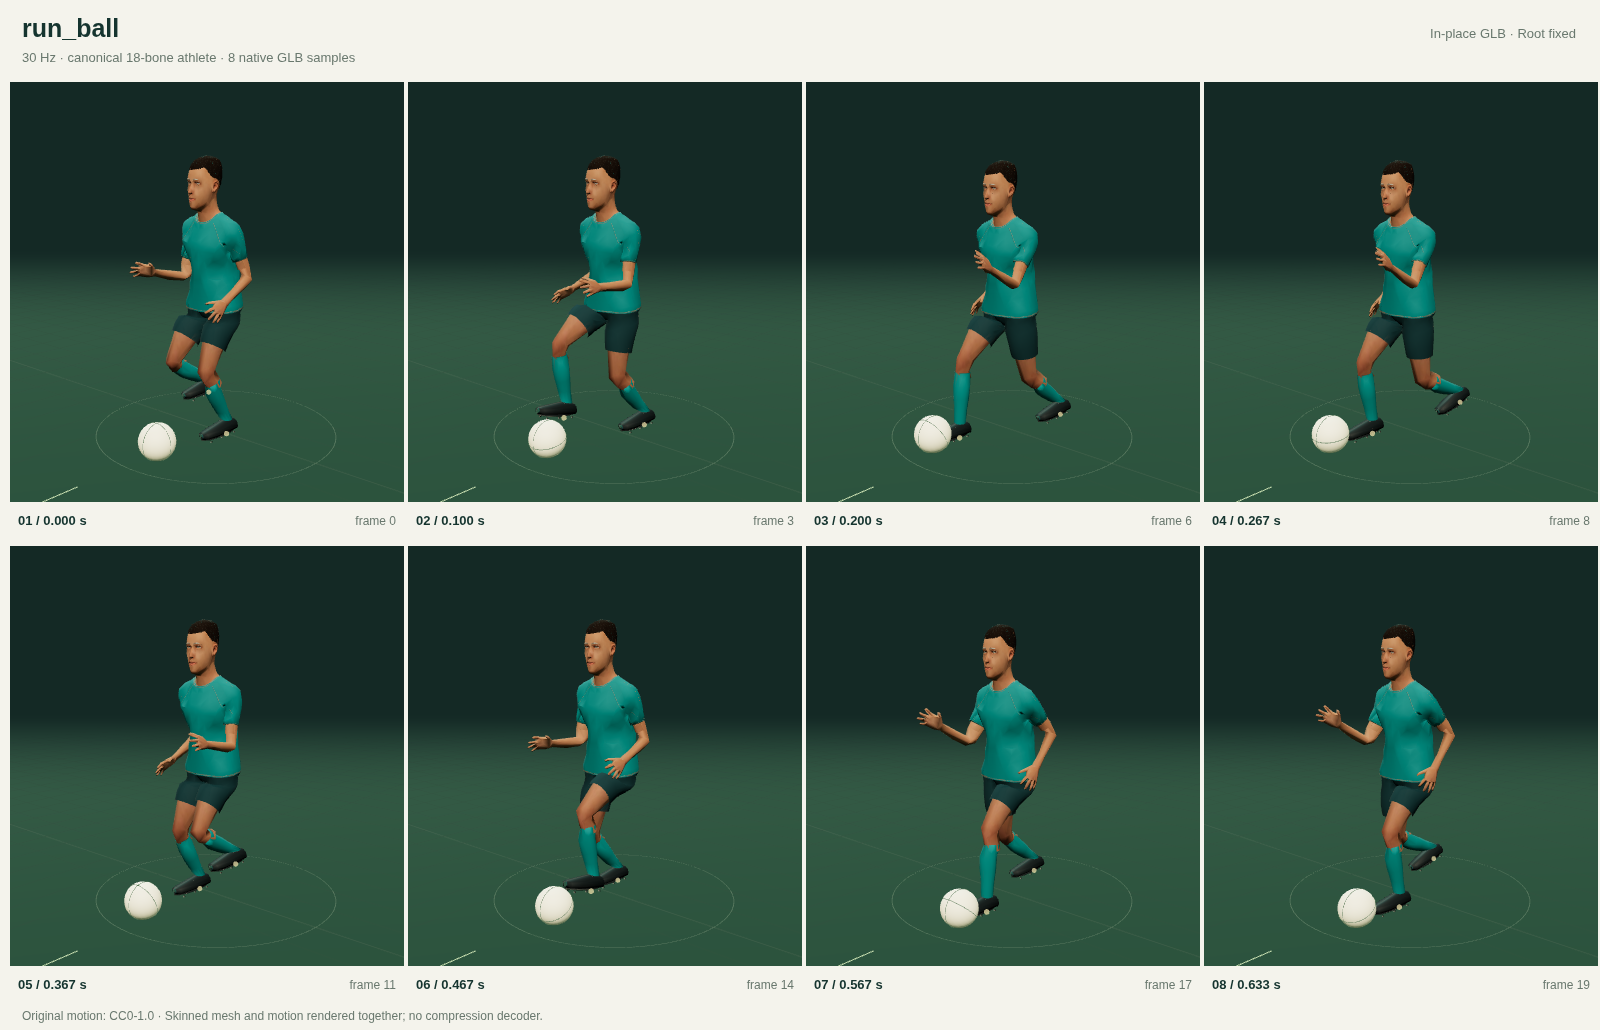 run_ball
In-place GLB · Root fixed
30 Hz · canonical 18-bone athlete · 8 native GLB samples
01 / 0.000 s frame 0
02 / 0.100 s frame 3
03 / 0.200 s frame 6
04 / 0.267 s frame 8
05 / 0.367 s frame 11
06 / 0.467 s frame 14
07 / 0.567 s frame 17
08 / 0.633 s frame 19
Original motion: CC0-1.0 · Skinned mesh and motion rendered together; no compression decoder.